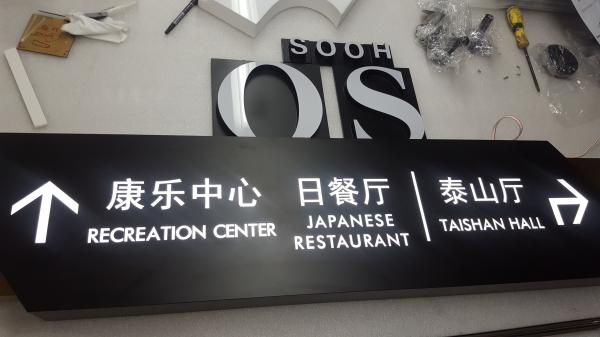 SOOH
OS
康乐中心
RECREATION CENTER
日餐厅
JAPANESE
RESTAURANT
泰山厅
TAISHAN HALL